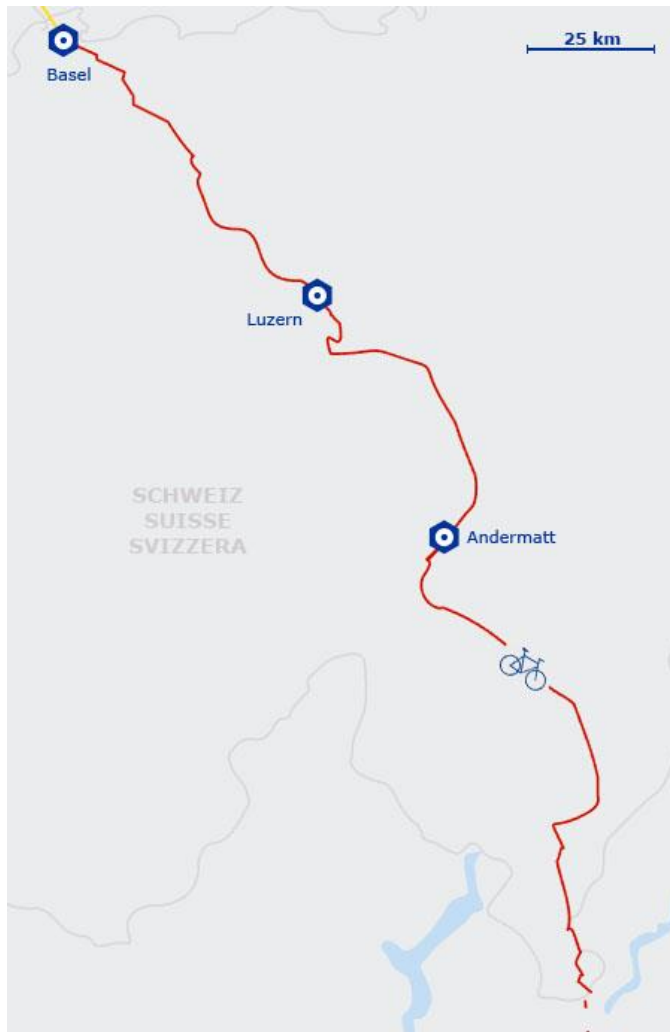 25 km
Basel
Luzern
SCHWEIZ
SUISSE
SVIZZERA
Andermatt